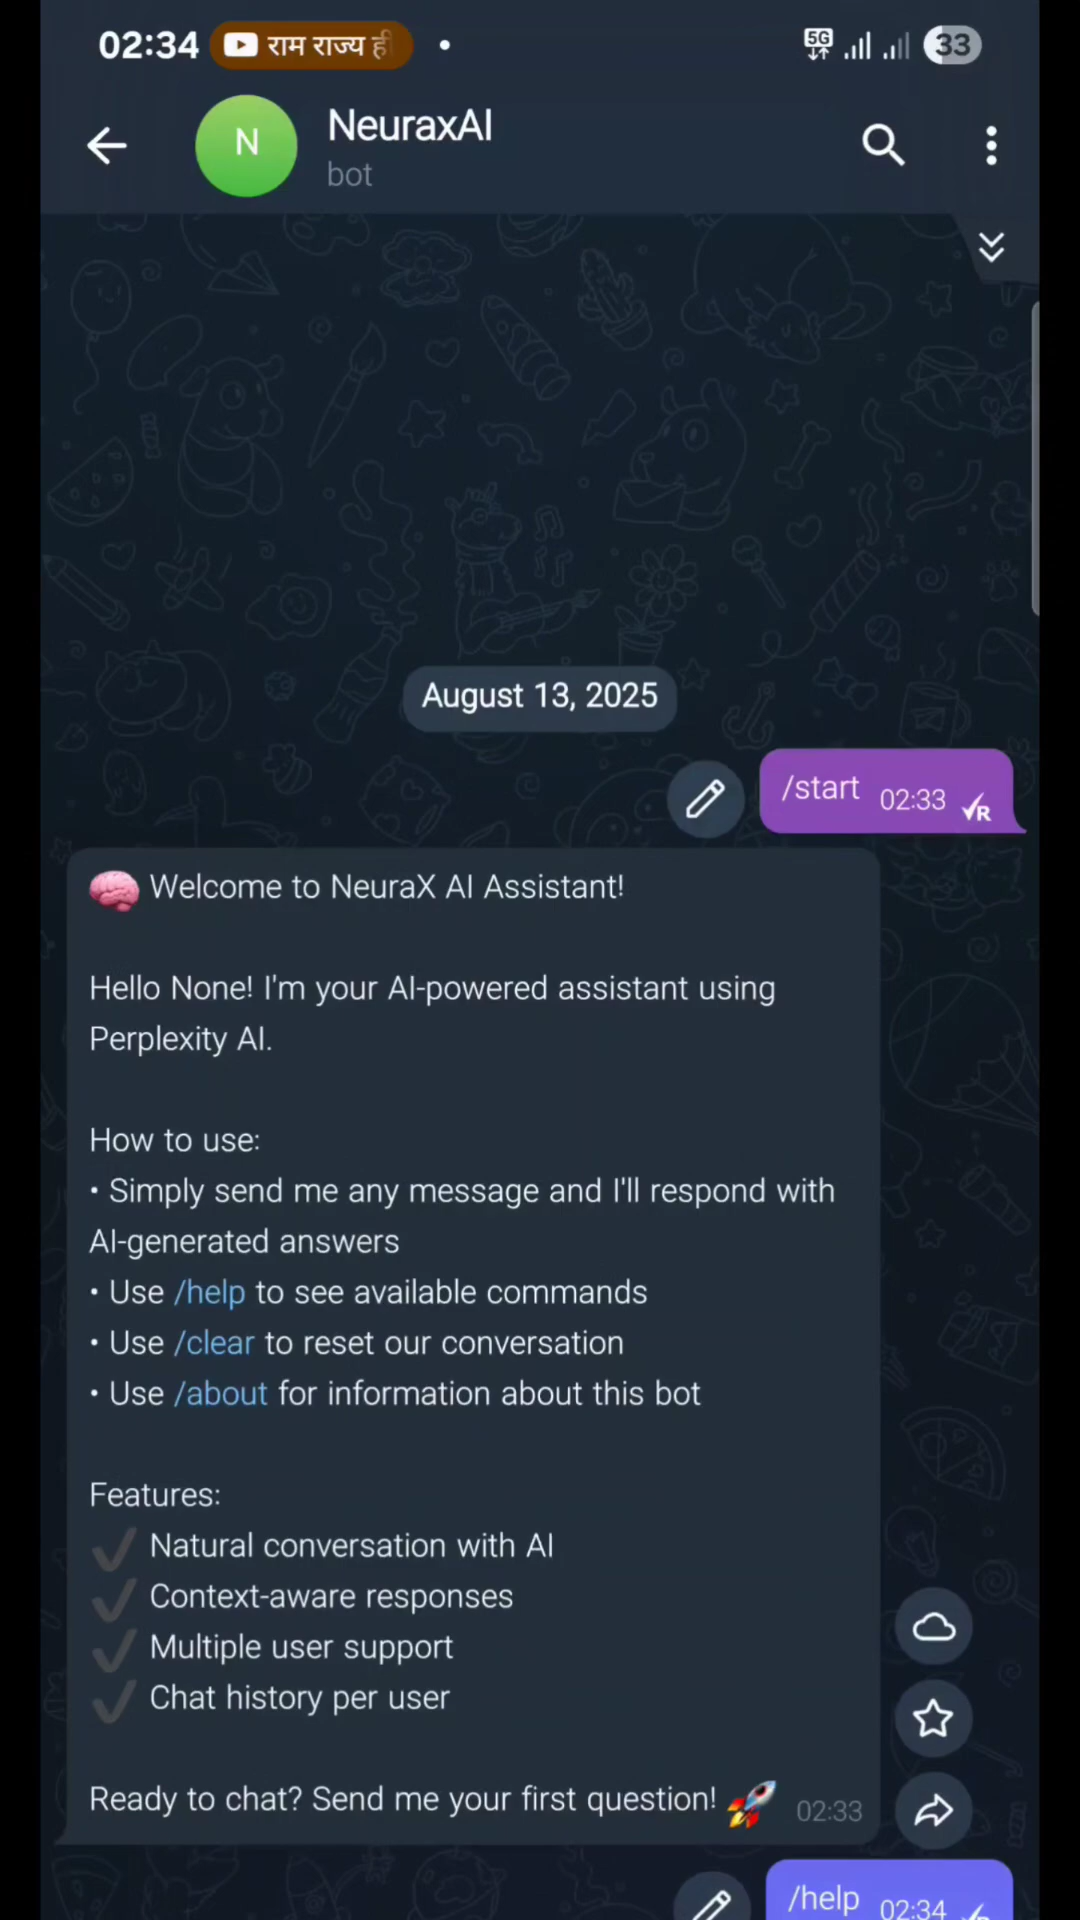 02:34 राम राज्य ही 5G 33
N NeuraxAI
bot
August 13, 2025
/start 02:33 R
Welcome to NeuraX AI Assistant!
Hello None! I'm your AI-powered assistant using
Perplexity AI.
How to use:
• Simply send me any message and I'll respond with
AI-generated answers
• Use /help to see available commands
• Use /clear to reset our conversation
• Use /about for information about this bot
Features:
Natural conversation with AI
Context-aware responses
Multiple user support
Chat history per user
Ready to chat? Send me your first question! 02:33
/help 02:34